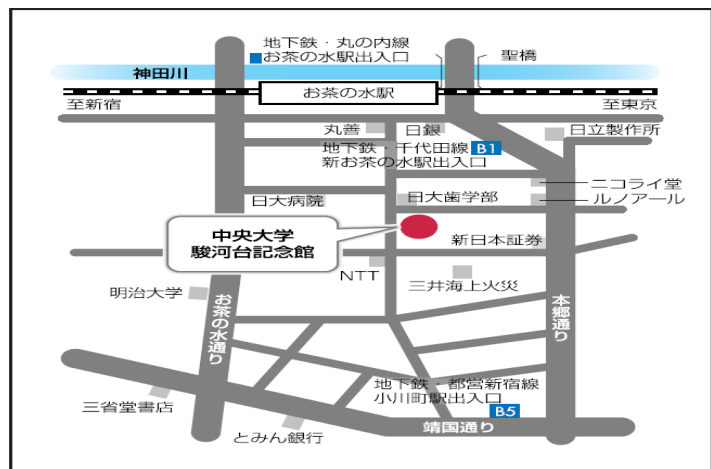 地下鉄・丸の内線
お茶の水駅出入口
聖橋
神田川
お茶の水駅
至新宿
至東京
丸善
日銀
日立製作所
地下鉄・千代田線 B1
新お茶の水駅出入口
ニコライ堂
日大病院
日大歯学部
ルノアール
中央大学
駿河台記念館
新日本証券
NTT
三井海上火災
明治大学
お茶の水通り
本郷通り
地下鉄・都営新宿線
小川町駅出入口
B5
三省堂書店
とみん銀行
靖国通り